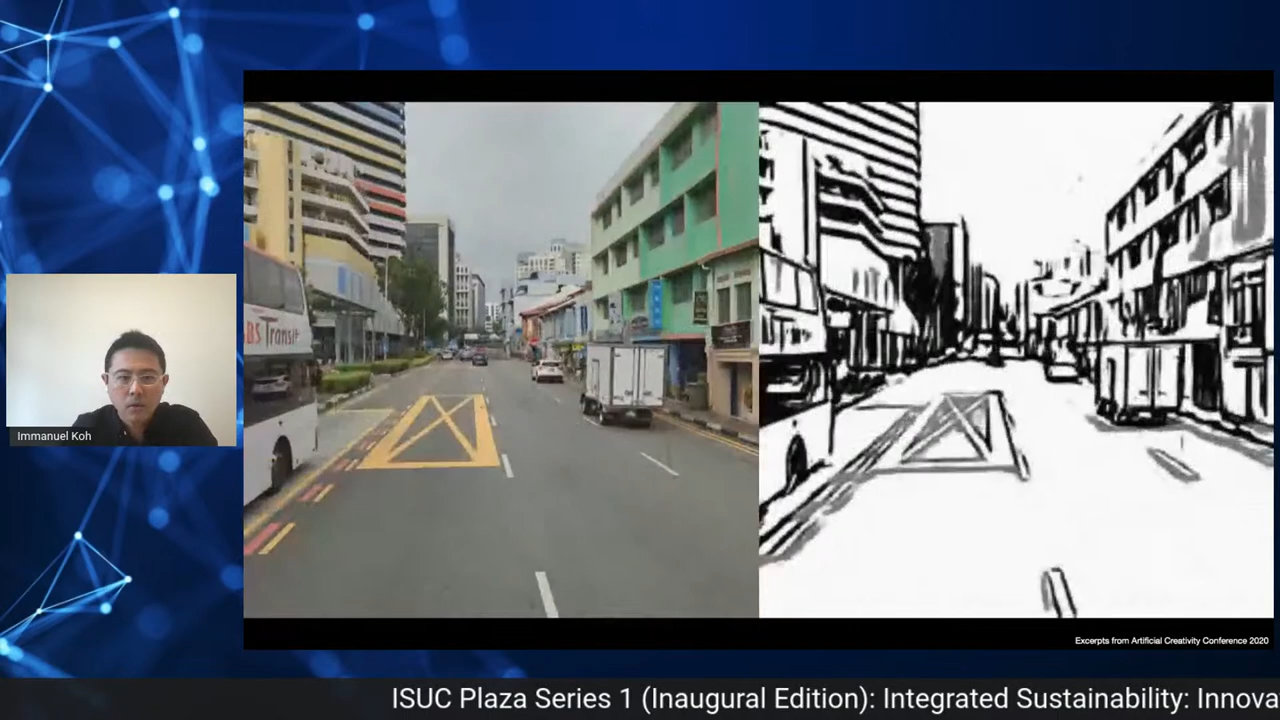 BS Transit
Immanuel Koh
Excerpts from Artificial Creativity Conference 2020
ISUC Plaza Series 1 (Inaugural Edition): Integrated Sustainability: Innova